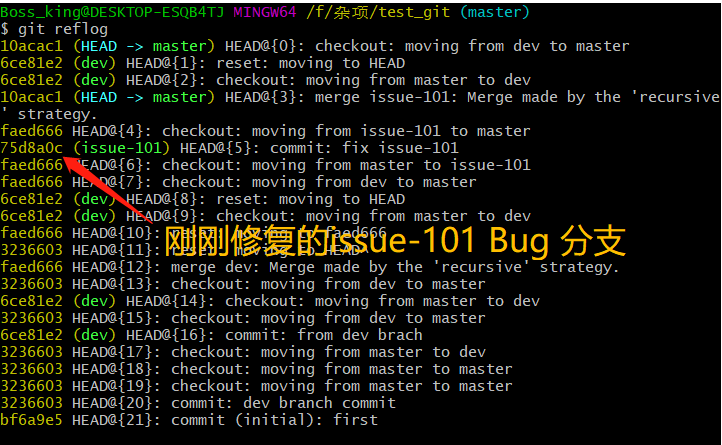 Boss_king@DESKTOP-ESQB4TJ MINGW64 /f/杂项/test_git (master)
$ git reflog
10acac1 (HEAD -> master) HEAD@{0}: checkout: moving from dev to master
6ce81e2 (dev) HEAD@{1}: reset: moving to HEAD
6ce81e2 (dev) HEAD@{2}: checkout: moving from master to dev
10acac1 (HEAD -> master) HEAD@{3}: merge issue-101: Merge made by the 'recursive
' strategy.
faed666 HEAD@{4}: checkout: moving from issue-101 to master
75d8a0c (issue-101) HEAD@{5}: commit: fix issue-101
faed666 HEAD@{6}: checkout: moving from master to issue-101
faed666 HEAD@{7}: checkout: moving from dev to master
6ce81e2 (dev) HEAD@{8}: reset: moving to HEAD
6ce81e2 (dev) HEAD@{9}: checkout: moving from master to dev
faed666 HEAD@{10}: reset: moving to faed666
刚刚修复的issue-101 Bug 分支
3236603 HEAD@{11}: reset: moving to HEAD^
faed666 HEAD@{12}: merge dev: Merge made by the 'recursive' strategy.
3236603 HEAD@{13}: checkout: moving from dev to master
6ce81e2 (dev) HEAD@{14}: checkout: moving from master to dev
3236603 HEAD@{15}: checkout: moving from dev to master
6ce81e2 (dev) HEAD@{16}: commit: from dev brach
3236603 HEAD@{17}: checkout: moving from master to dev
3236603 HEAD@{18}: checkout: moving from master to master
3236603 HEAD@{19}: checkout: moving from master to master
3236603 HEAD@{20}: commit: dev branch commit
bf6a9e5 HEAD@{21}: commit (initial): first